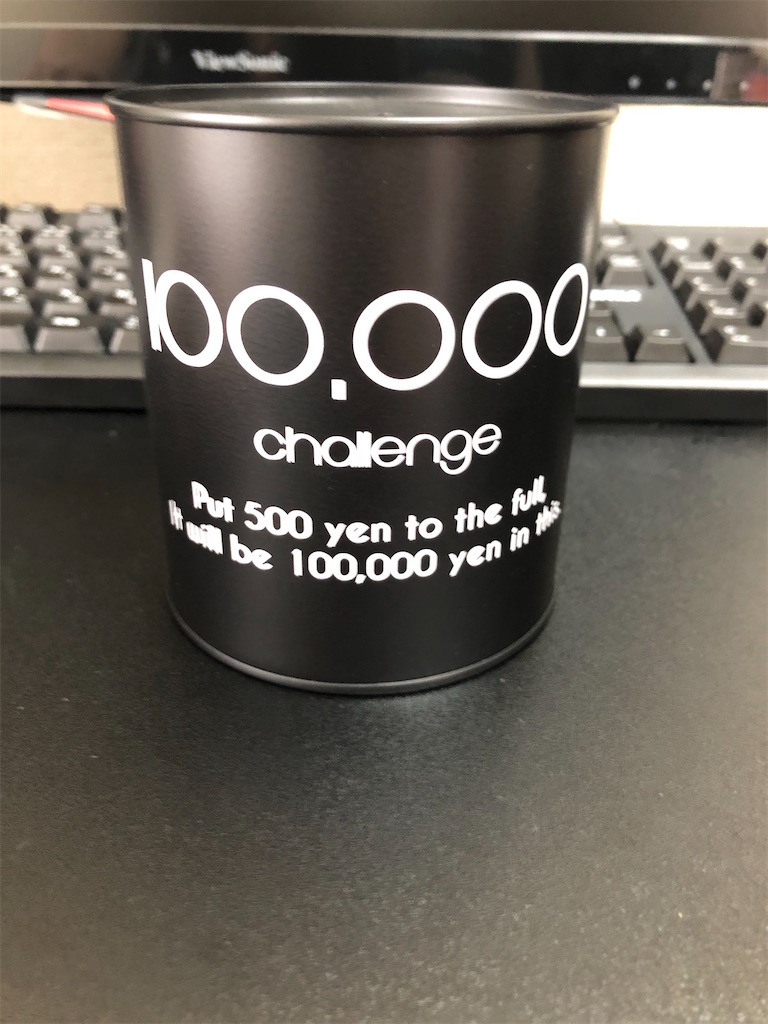 ViewSonic
100,000
challenge
Put 500 yen to the full,
It will be 100,000 yen in this.